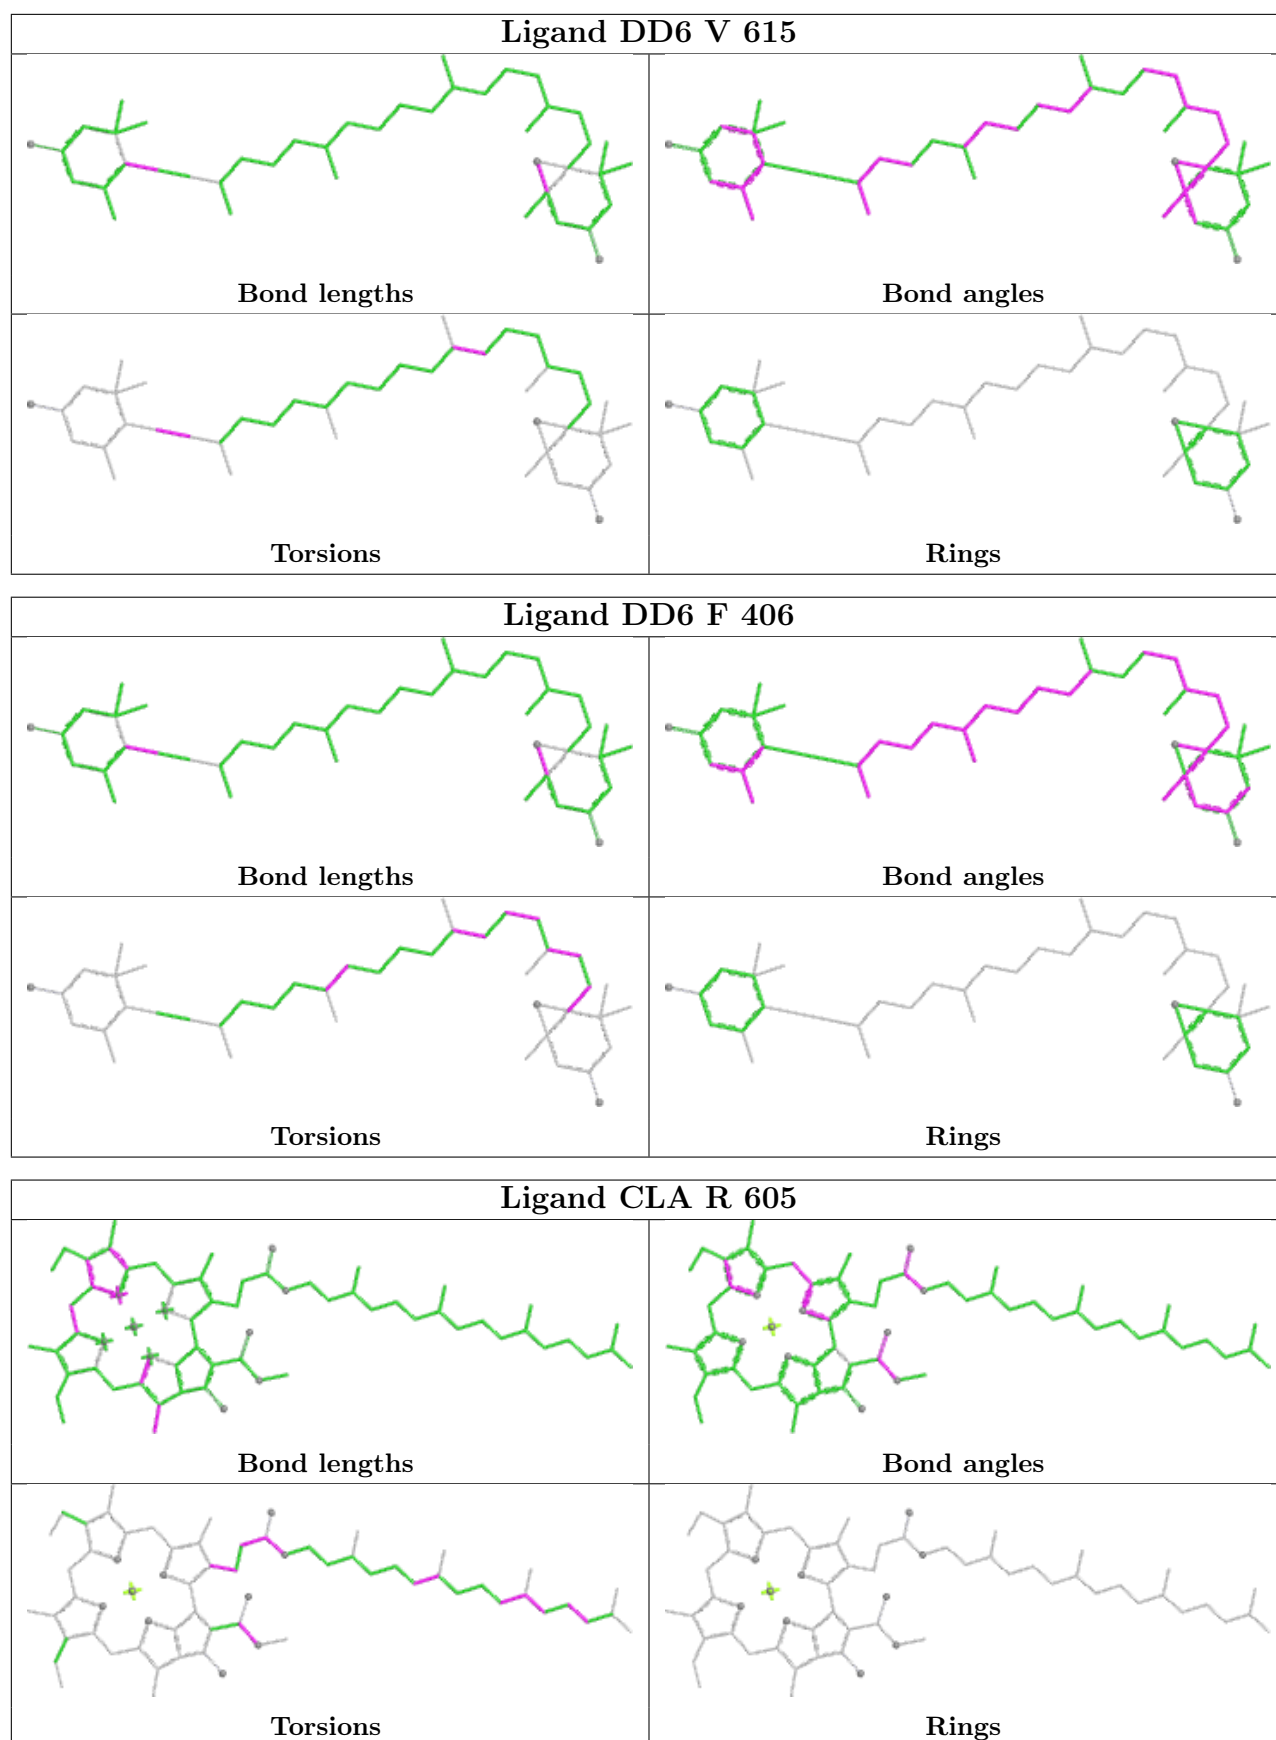 Ligand DD6 V 615
Bond lengths
Bond angles
Torsions
Rings
Ligand DD6 F 406
Bond lengths
Bond angles
Torsions
Rings
Ligand CLA R 605
Bond lengths
Bond angles
Torsions
Rings